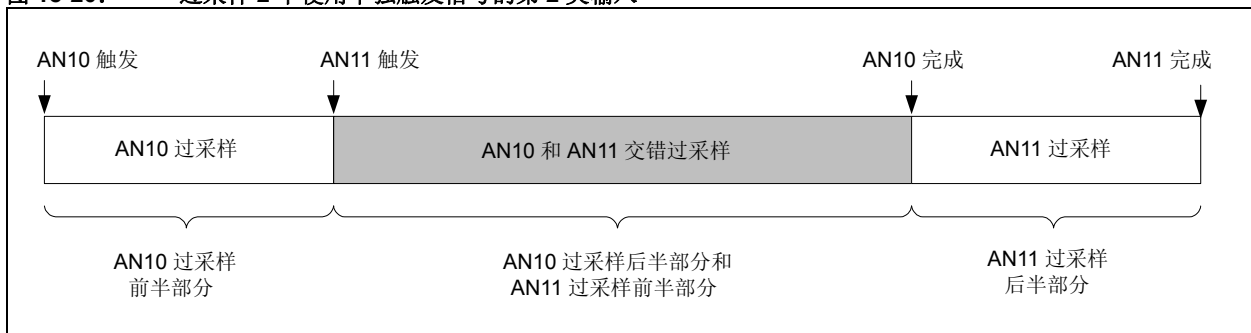 AN10 触发
AN11 触发
AN10 完成
AN11 完成
AN10 过采样
AN10 和 AN11 交错过采样
AN11 过采样
AN10 过采样
前半部分
AN10 过采样后半部分和
AN11 过采样前半部分
AN11 过采样
后半部分